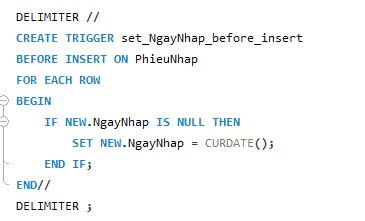 DELIMITER //
CREATE TRIGGER set_NgayNhap_before_insert
BEFORE INSERT ON PhieuNhap
FOR EACH ROW
BEGIN
IF NEW.NgayNhap IS NULL THEN
SET NEW.NgayNhap = CURDATE();
END IF;
END//
DELIMITER ;